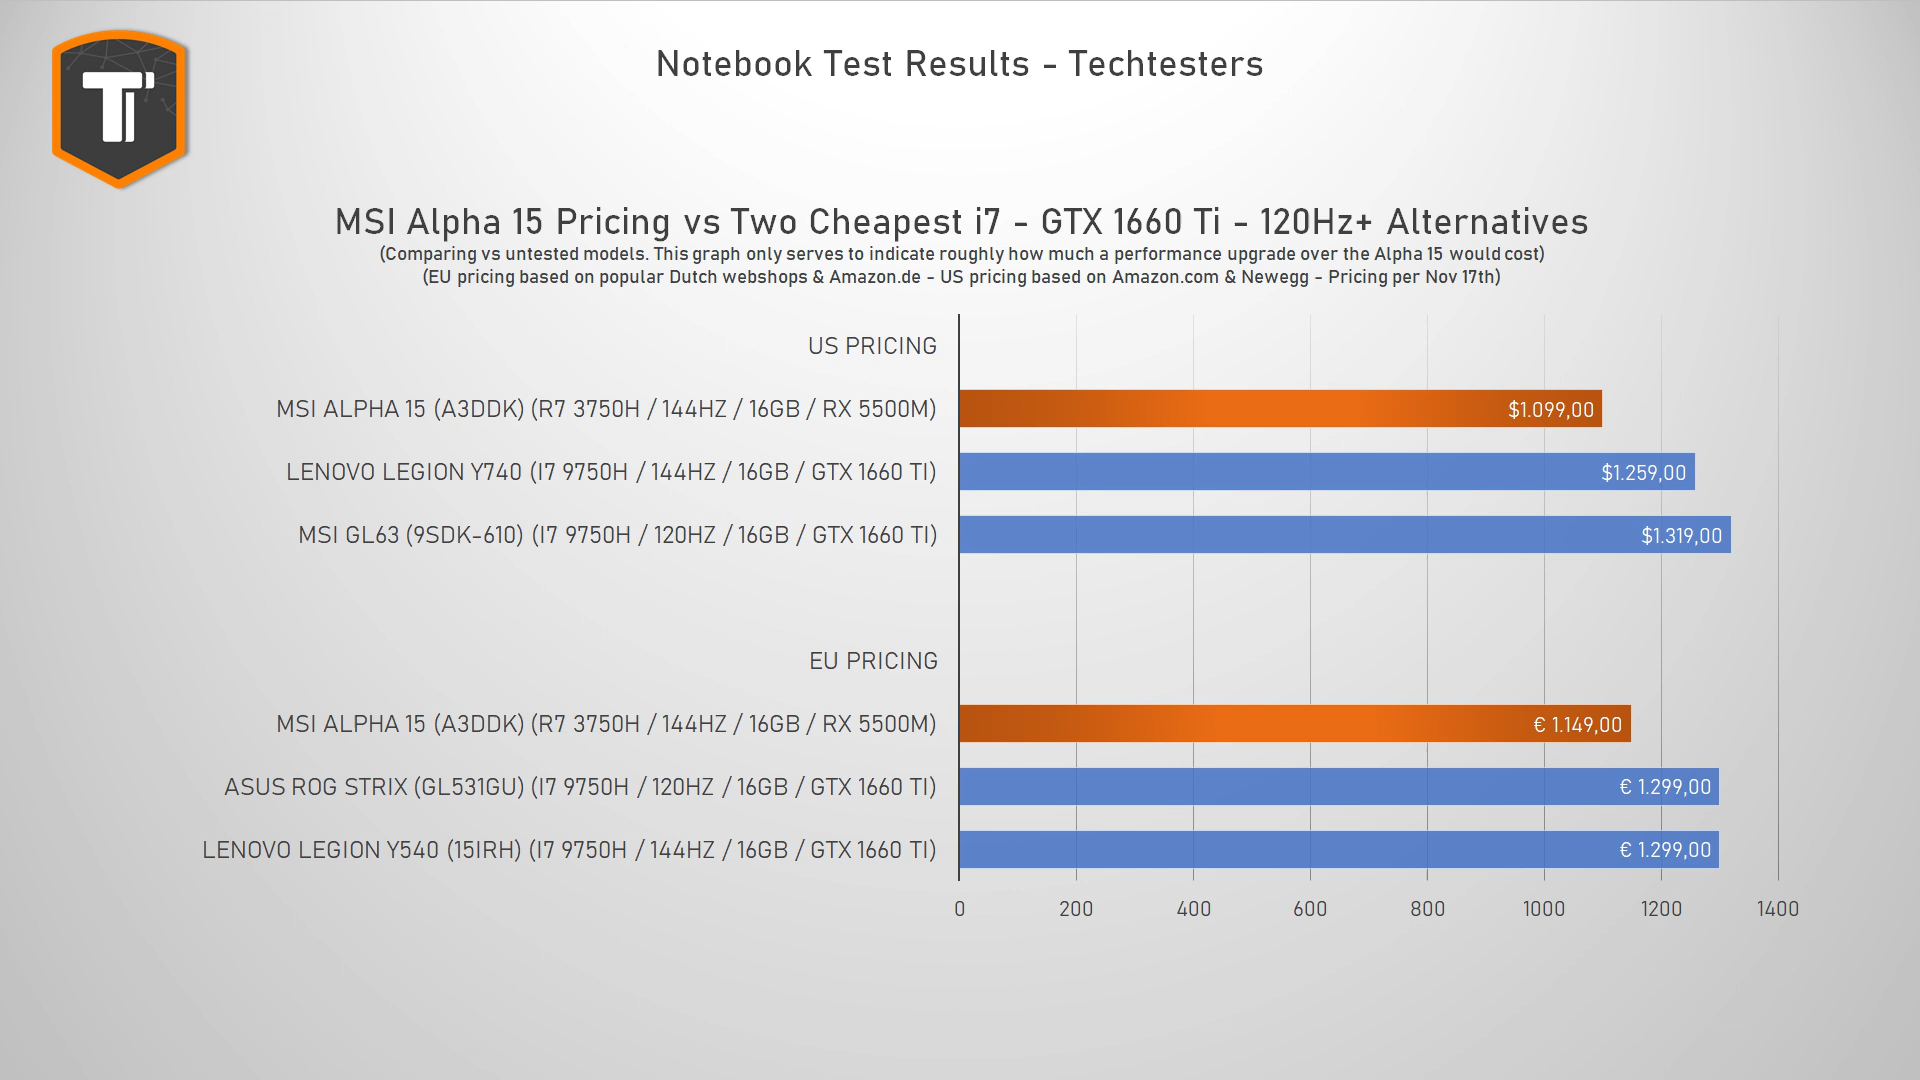 Notebook Test Results - Techtesters
MSI Alpha 15 Pricing vs Two Cheapest i7 - GTX 1660 Ti - 120Hz+ Alternatives
(Comparing vs untested models. This graph only serves to indicate roughly how much a performance upgrade over the Alpha 15 would cost)
(EU pricing based on popular Dutch webshops & Amazon.de - US pricing based on Amazon.com & Newegg - Pricing per Nov 17th)
US PRICING
MSI ALPHA 15 (A3DDK) (R7 3750H / 144HZ / 16GB / RX 5500M) $1.099,00
LENOVO LEGION Y740 (I7 9750H / 144HZ / 16GB / GTX 1660 TI) $1.259,00
MSI GL63 (9SDK-610) (I7 9750H / 120HZ / 16GB / GTX 1660 TI) $1.319,00
EU PRICING
MSI ALPHA 15 (A3DDK) (R7 3750H / 144HZ / 16GB / RX 5500M) € 1.149,00
ASUS ROG STRIX (GL531GU) (I7 9750H / 120HZ / 16GB / GTX 1660 TI) € 1.299,00
LENOVO LEGION Y540 (15IRH) (I7 9750H / 144HZ / 16GB / GTX 1660 TI) € 1.299,00
0 200 400 600 800 1000 1200 1400